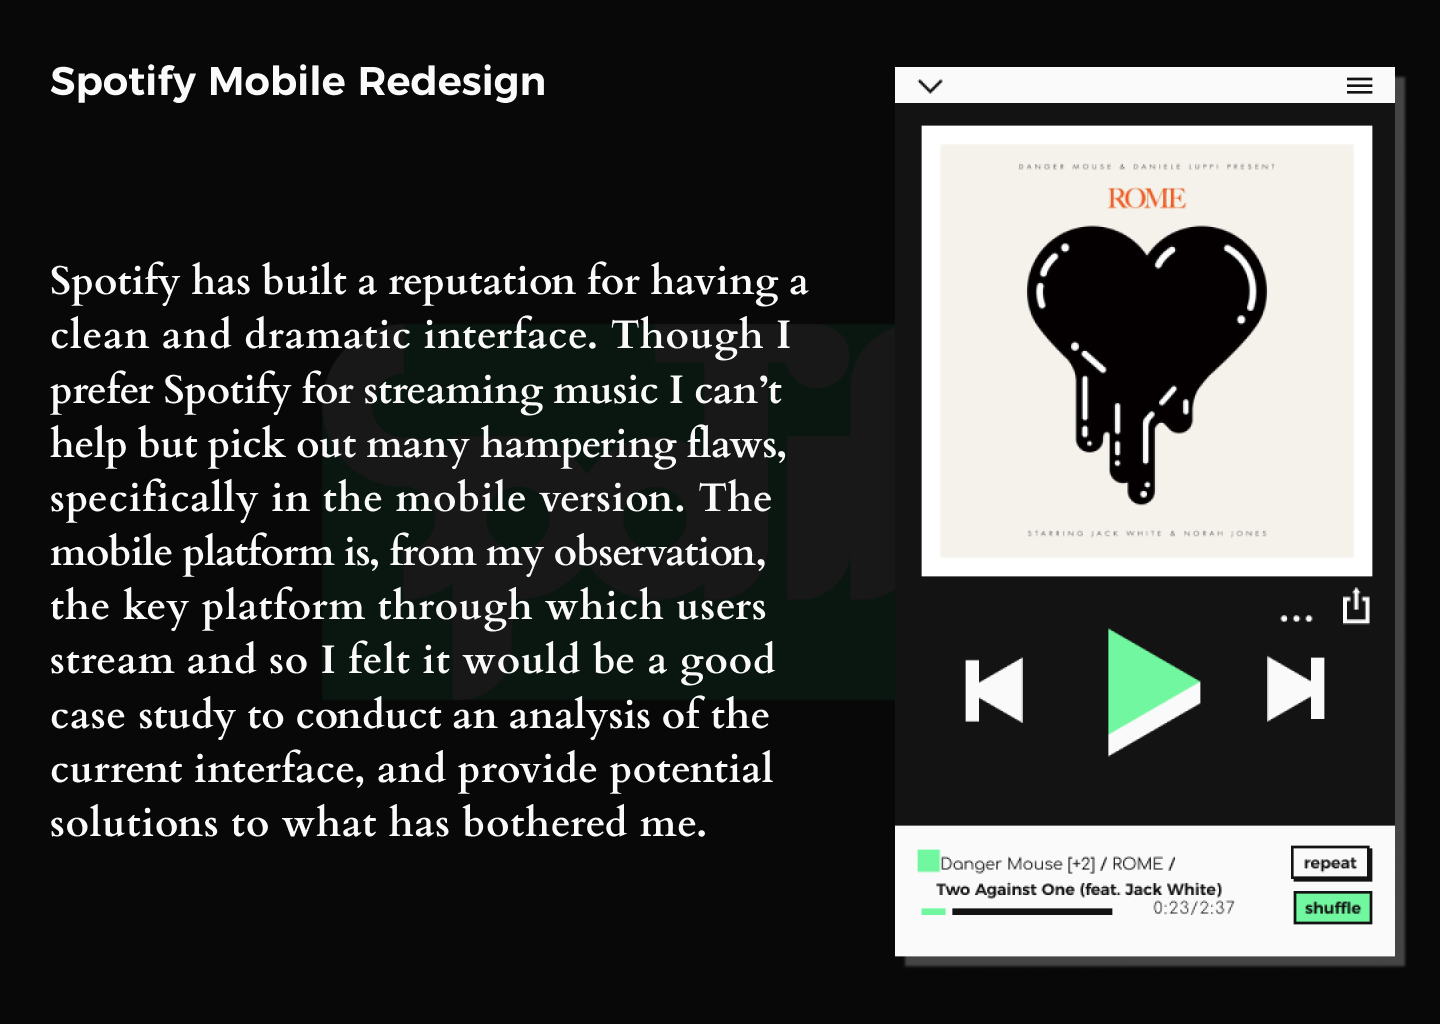 Spotify Mobile Redesign
Spotify has built a reputation for having a
clean and dramatic interface. Though I
prefer Spotify for streaming music I can’t
help but pick out many hampering flaws,
specifically in the mobile version. The
mobile platform is, from my observation,
the key platform through which users
stream and so I felt it would be a good
case study to conduct an analysis of the
current interface, and provide potential
solutions to what has bothered me.
DANGER MOUSE & DANIELE LUPPI PRESENT
ROME
STARRING JACK WHITE & NORAH JONES
Danger Mouse [+2] / ROME /
Two Against One (feat. Jack White)
0:23/2:37
repeat
shuffle